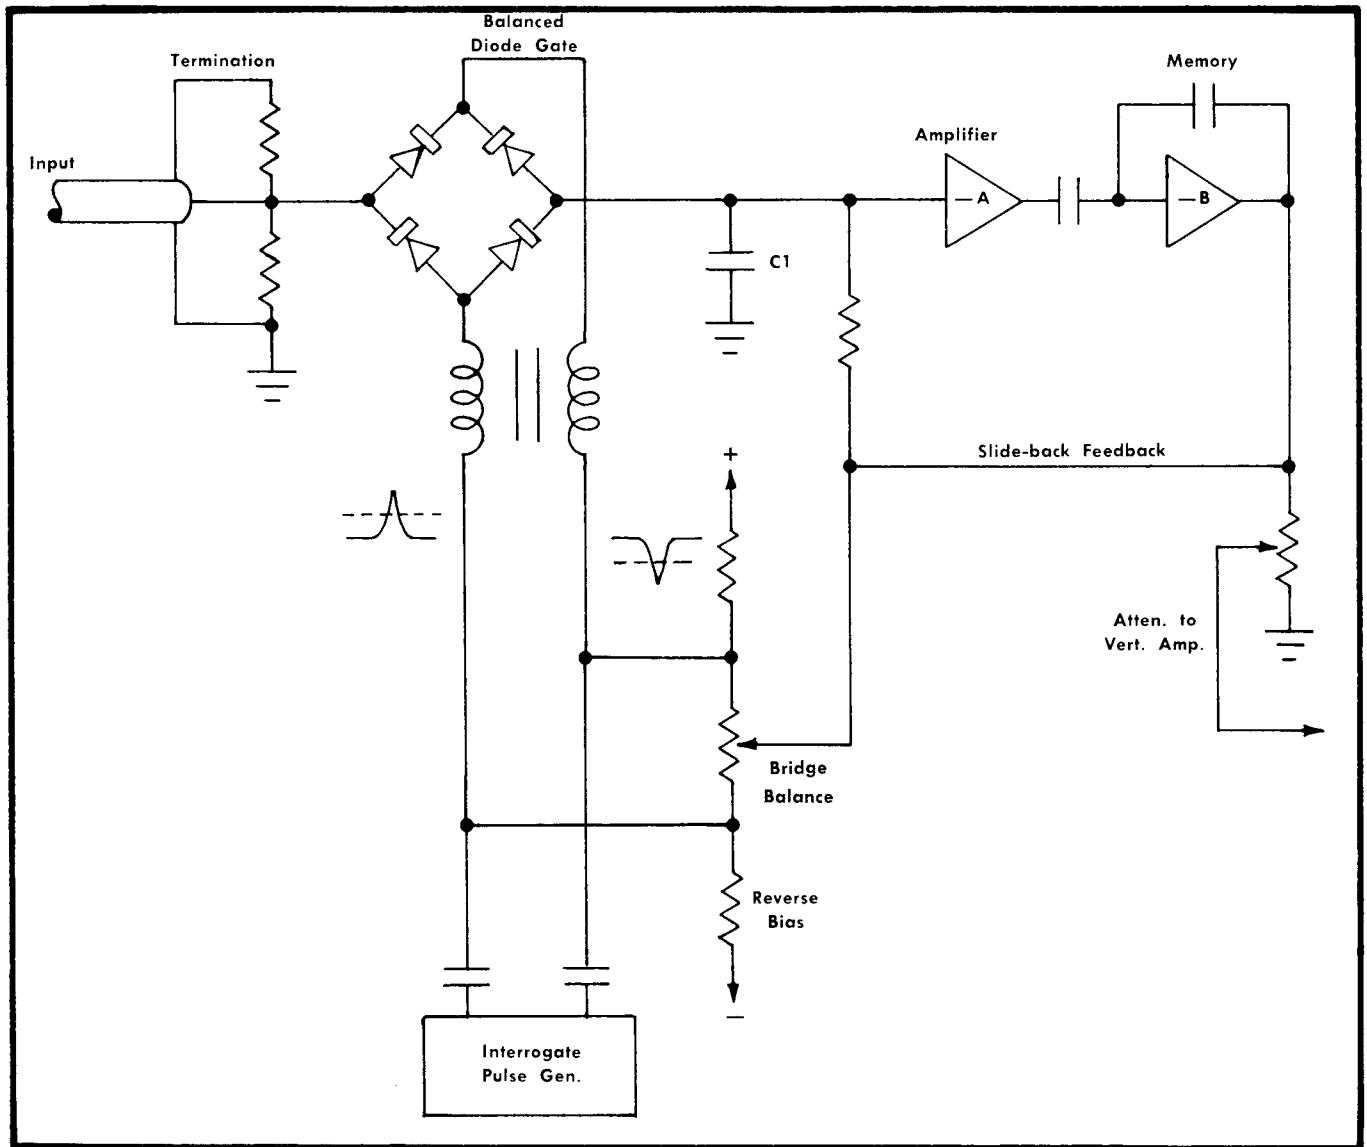 Balanced
Diode Gate
Termination
Memory
Amplifier
Input
−A
−B
C1
+
Slide-back Feedback
Atten. to
Vert. Amp.
Bridge
Balance
Reverse
Bias
−
Interrogate
Pulse Gen.